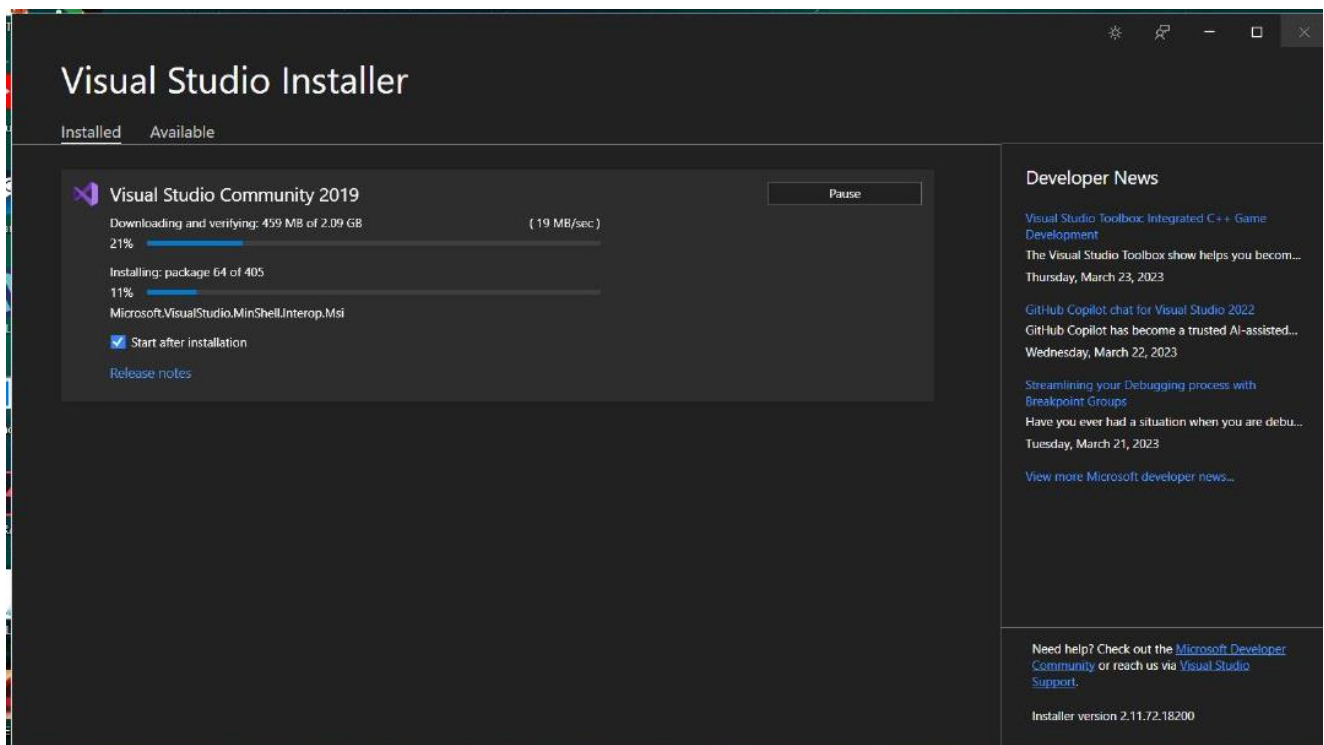 Visual Studio Installer
Installed Available
Visual Studio Community 2019
Pause
Downloading and verifying: 459 MB of 2.09 GB ( 19 MB/sec )
21%
Installing: package 64 of 405
11%
Microsoft.VisualStudio.MinShell.Interop.Msi
Start after installation
Release notes
Developer News
Visual Studio Toolbox: Integrated C++ Game
Development
The Visual Studio Toolbox show helps you becom...
Thursday, March 23, 2023
GitHub Copilot chat for Visual Studio 2022
GitHub Copilot has become a trusted AI-assisted...
Wednesday, March 22, 2023
Streamlining your Debugging process with
Breakpoint Groups
Have you ever had a situation when you are debu...
Tuesday, March 21, 2023
View more Microsoft developer news...
Need help? Check out the Microsoft Developer
Community or reach us via Visual Studio
Support.
Installer version 2.11.72.18200